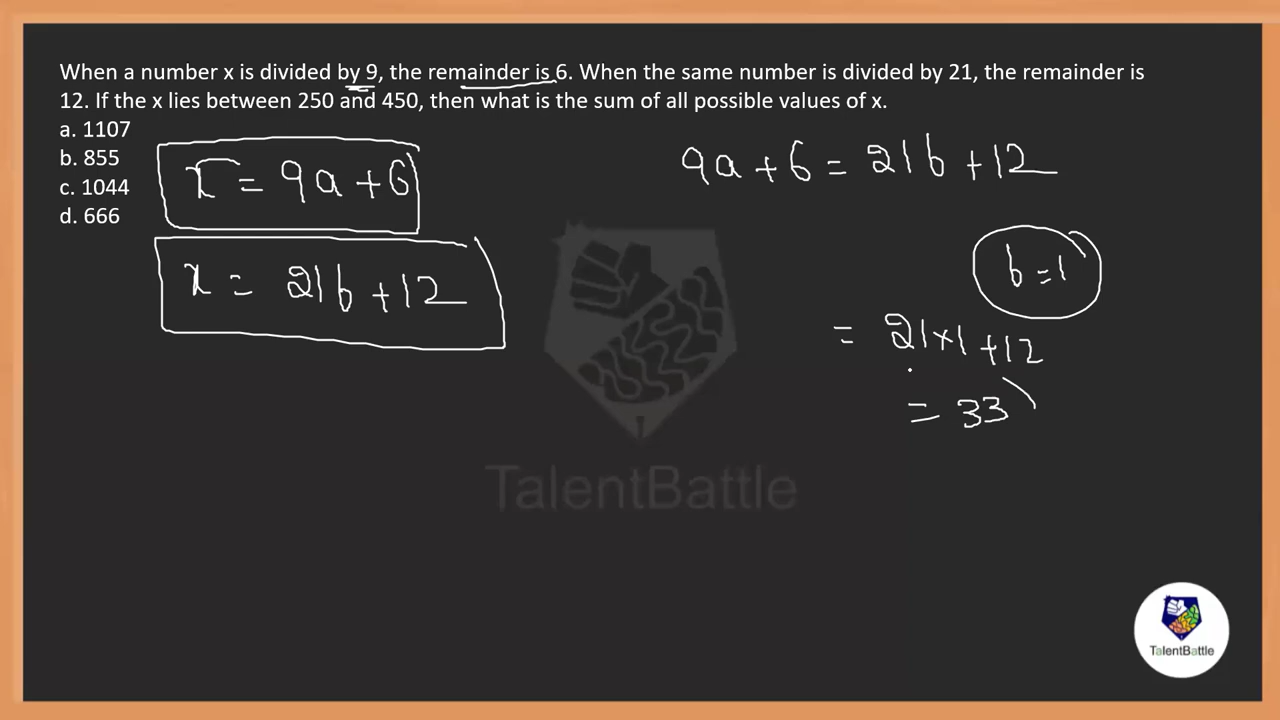 When a number x is divided by 9, the remainder is 6. When the same number is divided by 21, the remainder is
12. If the x lies between 250 and 450, then what is the sum of all possible values of x.
a. 1107
b. 855
c. 1044
d. 666
x = 9a + 6
x = 21b + 12
9a + 6 = 21b + 12
b = 1
= 21 × 1 + 12
= 33
TalentBattle
TalentBattle